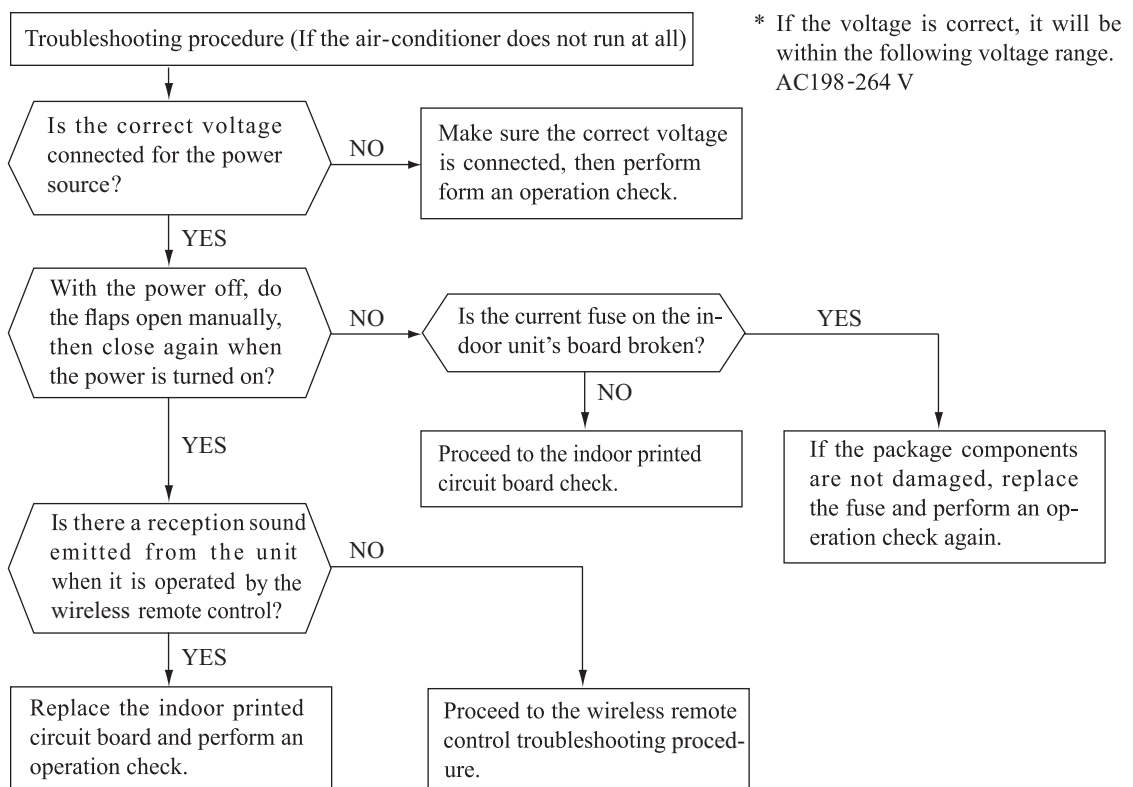 Troubleshooting procedure (If the air-conditioner does not run at all)
* If the voltage is correct, it will be
within the following voltage range.
AC198-264 V
Is the correct voltage
connected for the power
source?
NO
Make sure the correct voltage
is connected, then perform
form an operation check.
YES
With the power off, do
the flaps open manually,
then close again when
the power is turned on?
NO
Is the current fuse on the in-
door unit's board broken?
YES
NO
YES
Proceed to the indoor printed
circuit board check.
If the package components
are not damaged, replace
the fuse and perform an op-
eration check again.
Is there a reception sound
emitted from the unit
when it is operated by the
wireless remote control?
NO
YES
Replace the indoor printed
circuit board and perform an
operation check.
Proceed to the wireless remote
control troubleshooting proced-
ure.